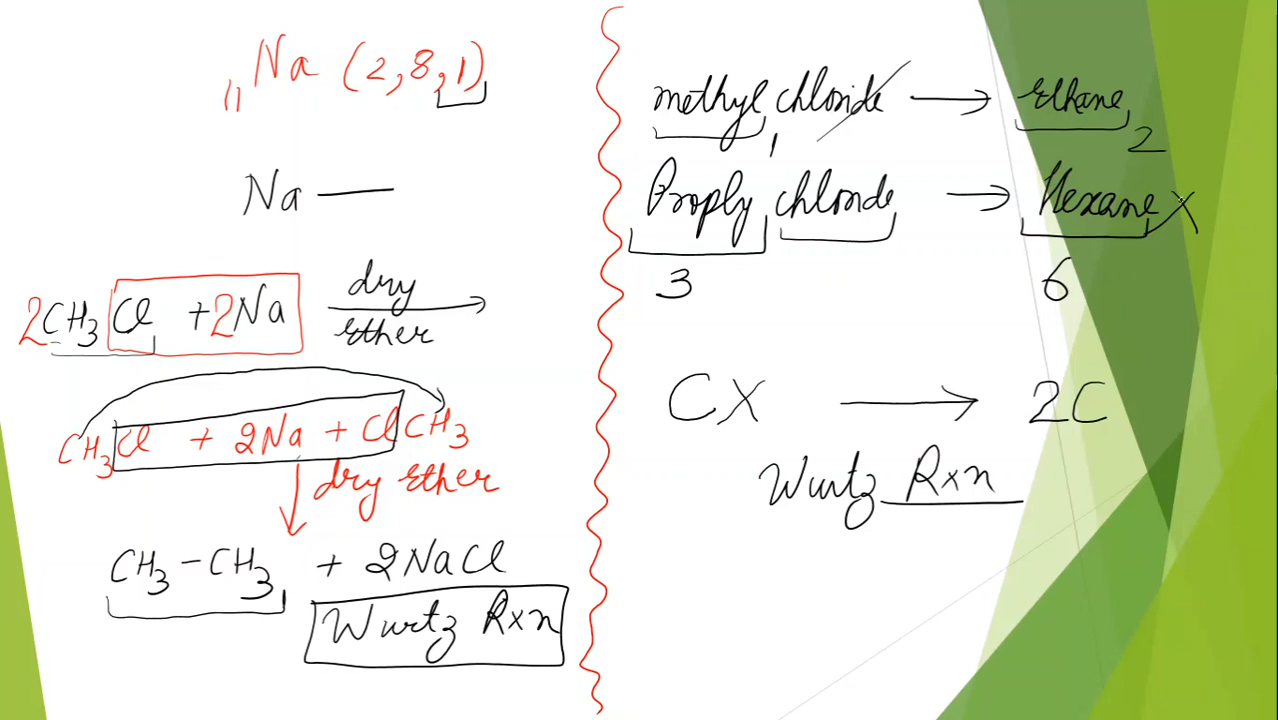 11Na (2,8,1)
Na —
2CH3Cl + 2Na dry Ether →
CH3Cl + 2Na + ClCH3
↓ dry Ether
CH3 – CH3 + 2NaCl
Wurtz Rxn
methyl chloride → Ethane
1 2
Proply chloride → Hexane X
3 6
CX → 2C
Wurtz Rxn